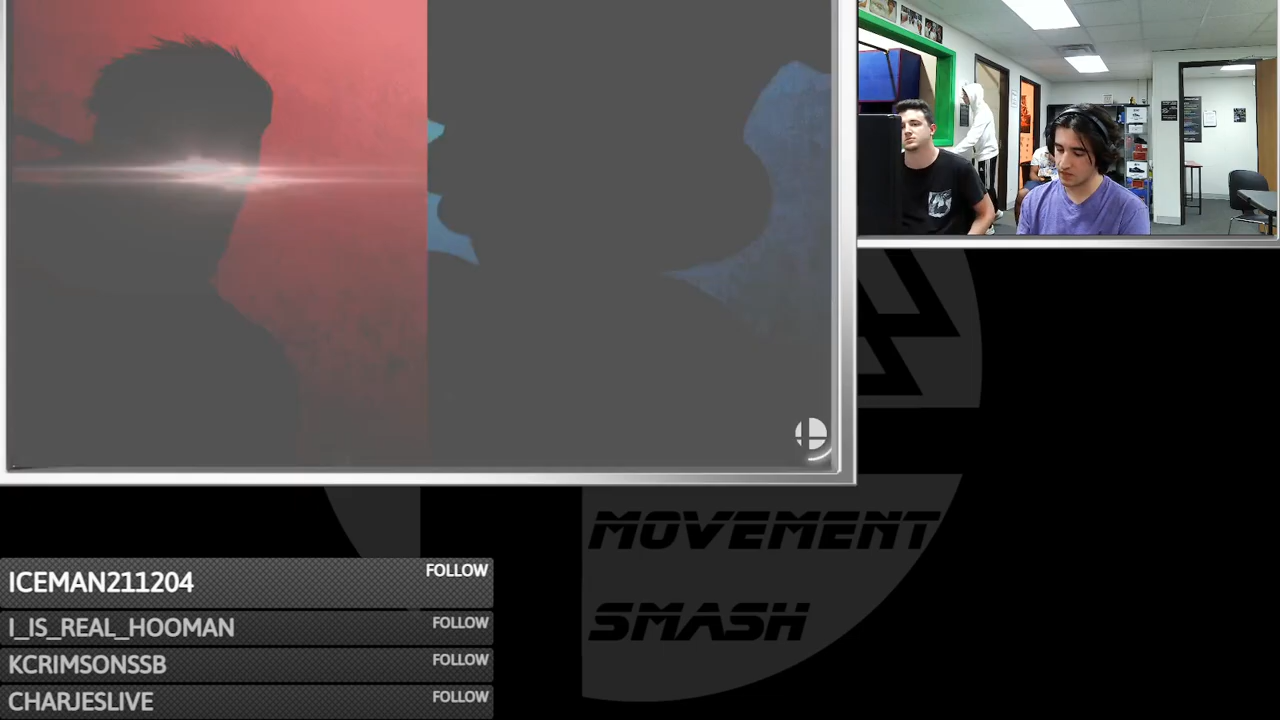 MOVEMENT
SMASH
ICEMAN211204 FOLLOW
I_IS_REAL_HOOMAN FOLLOW
KCRIMSONSSB FOLLOW
CHARJESLIVE FOLLOW